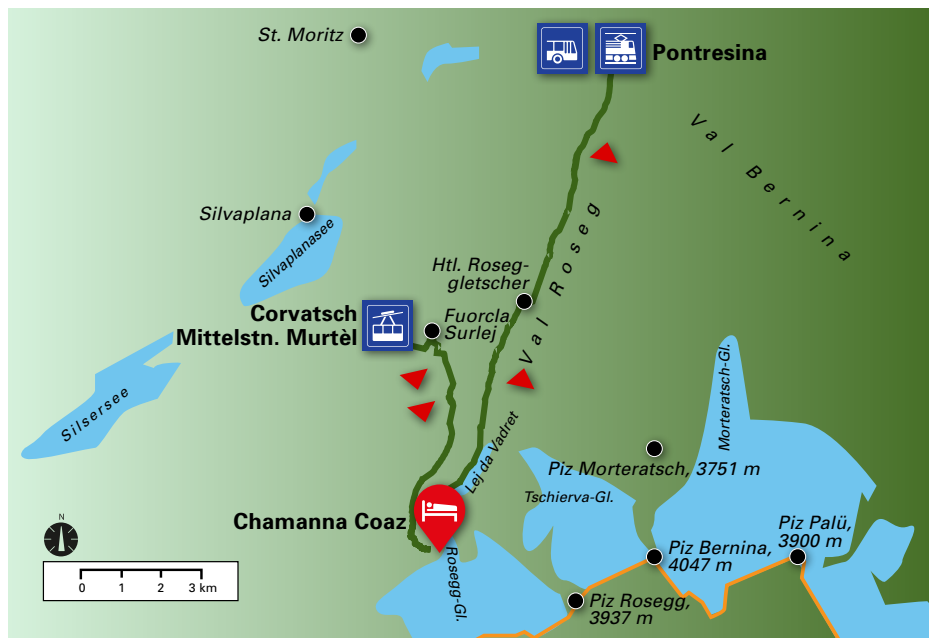 St. Moritz
Pontresina
Val Bernina
Silvaplana
Silvaplanasee
Val Roseg
Htl. Roseg-
gletscher
Corvatsch
Mittelstn. Murtèl
Fuorcla
Surlej
Silsersee
Morteratsch-Gl.
Lej da Vadret
Piz Morteratsch, 3751 m
Tschierva-Gl.
Chamanna Coaz
Rosegg-Gl.
Piz Palü,
3900 m
Piz Bernina,
4047 m
Piz Rosegg,
3937 m
N
0 1 2 3 km